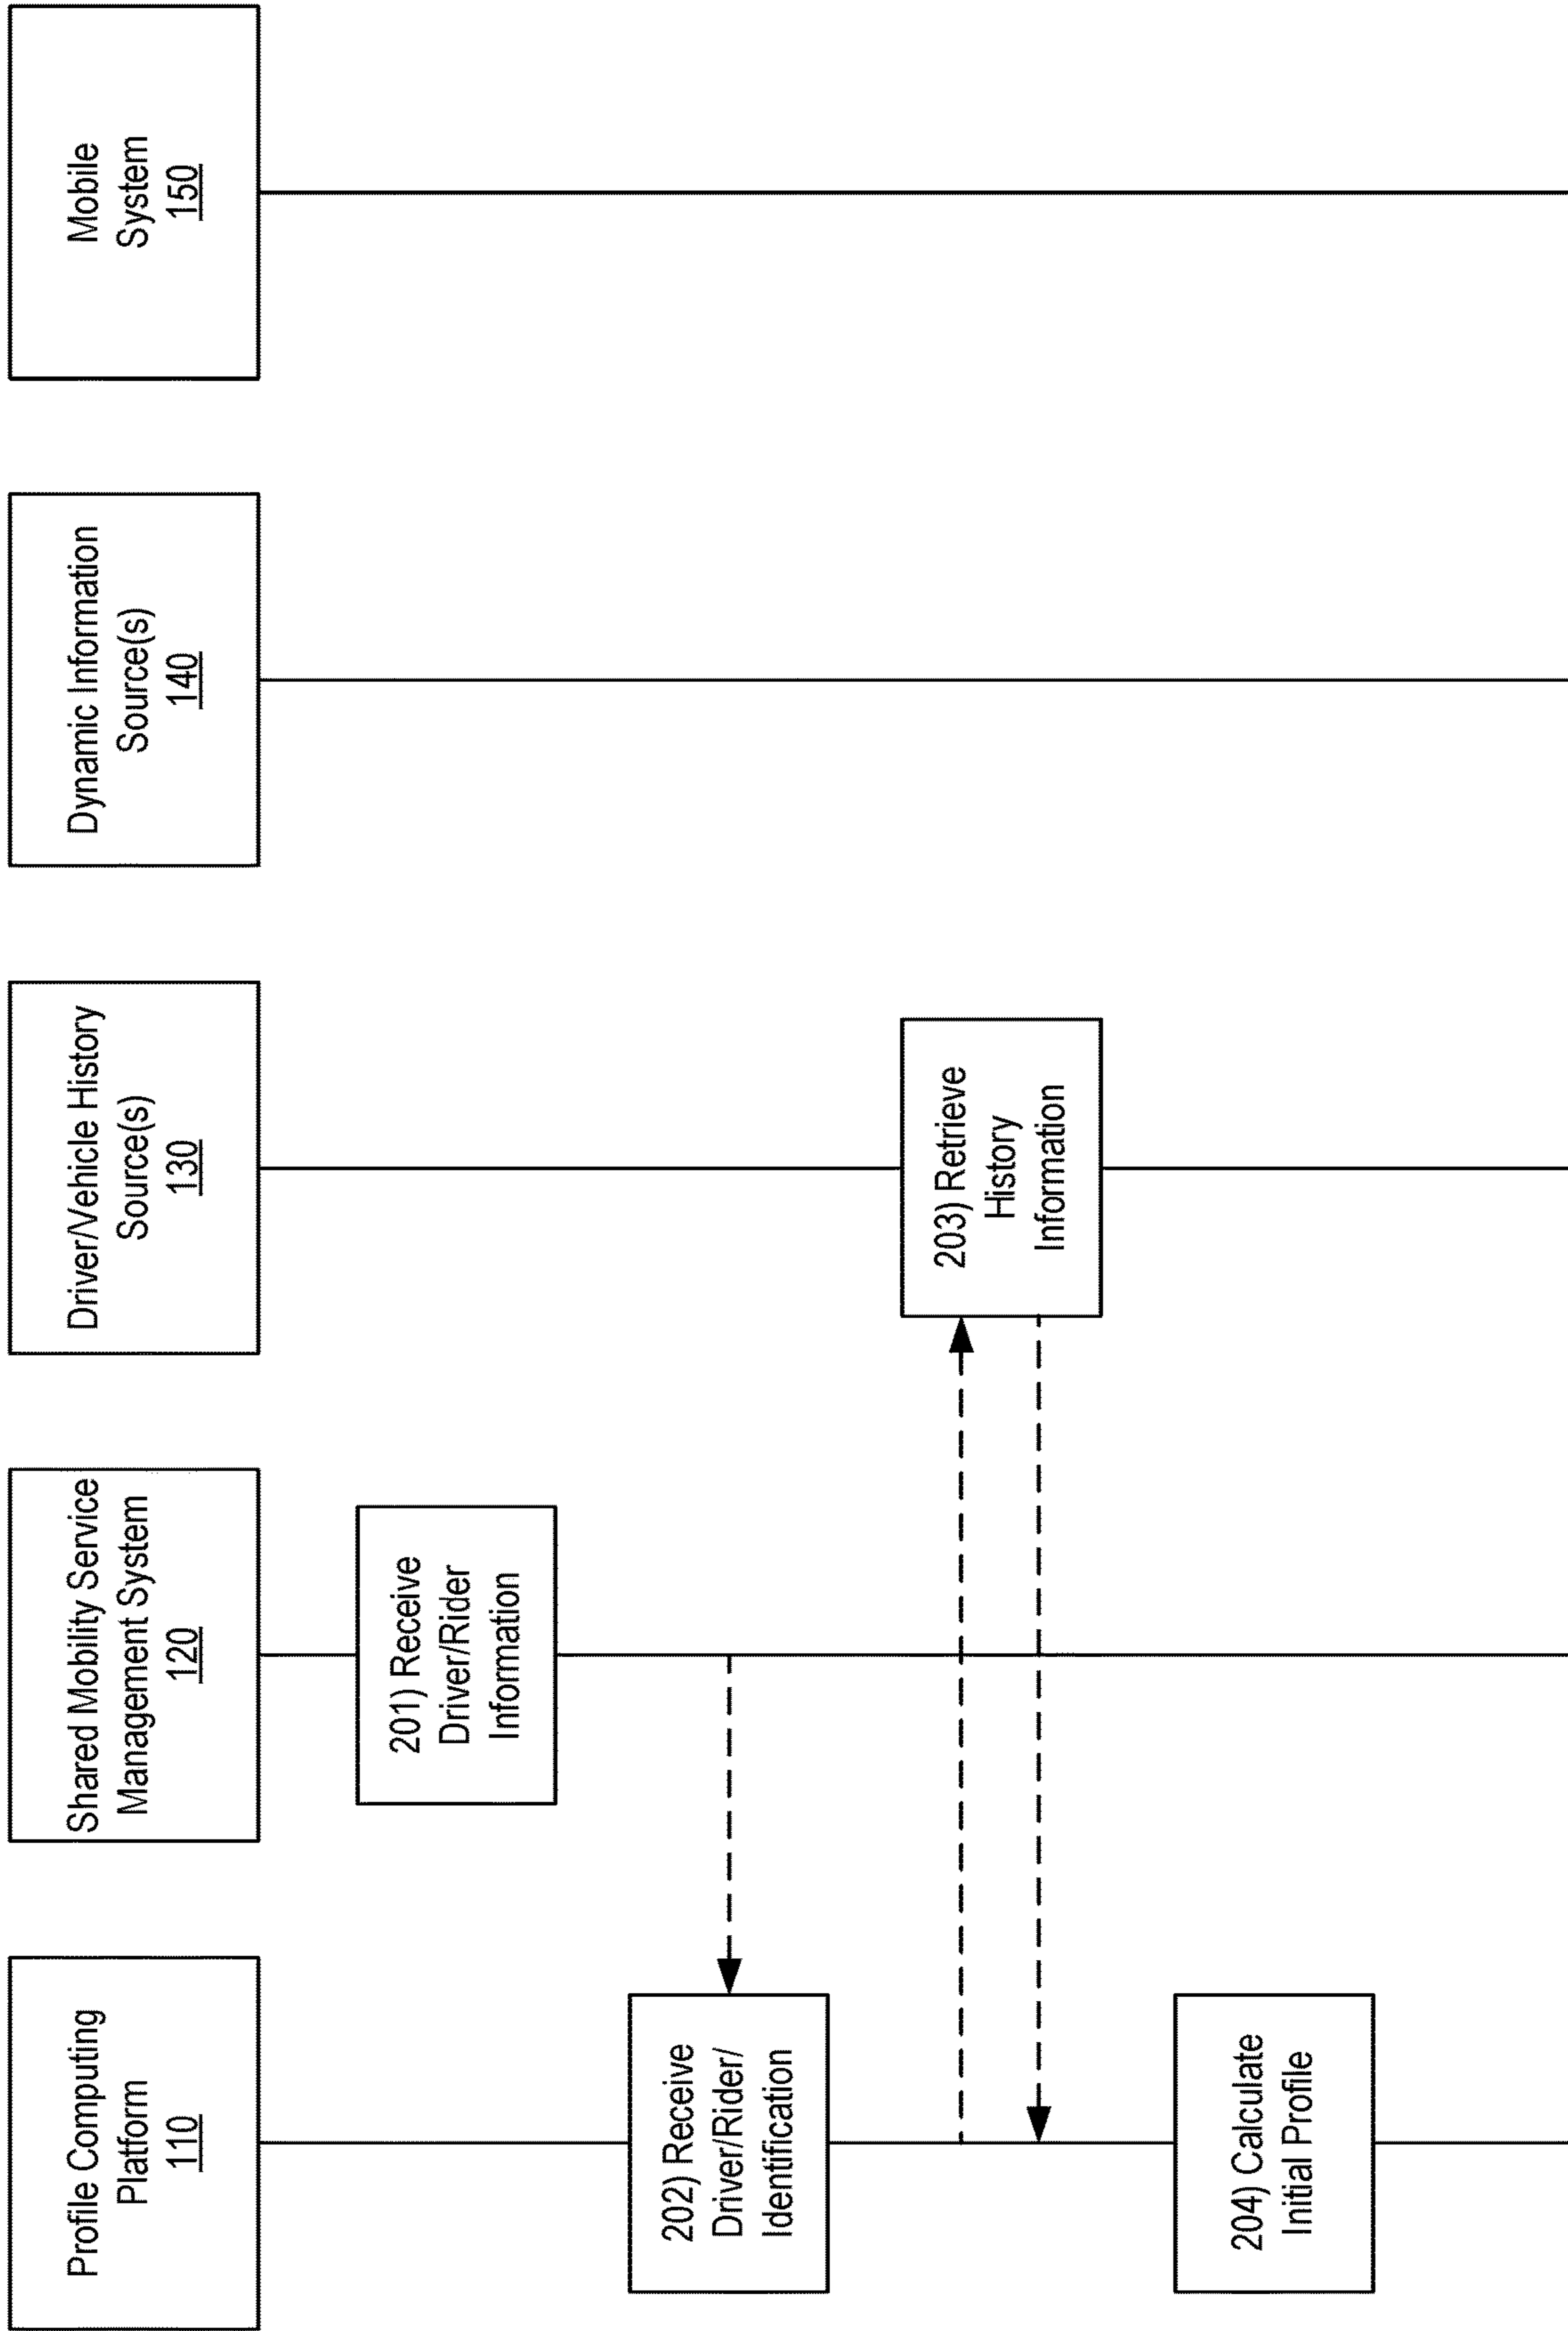 Profile Computing
Platform
110
Shared Mobility Service
Management System
120
Driver/Vehicle History
Source(s)
130
Dynamic Information
Source(s)
140
Mobile
System
150
201) Receive
Driver/Rider
Information
202) Receive
Driver/Rider/
Identification
203) Retrieve
History
Information
204) Calculate
Initial Profile